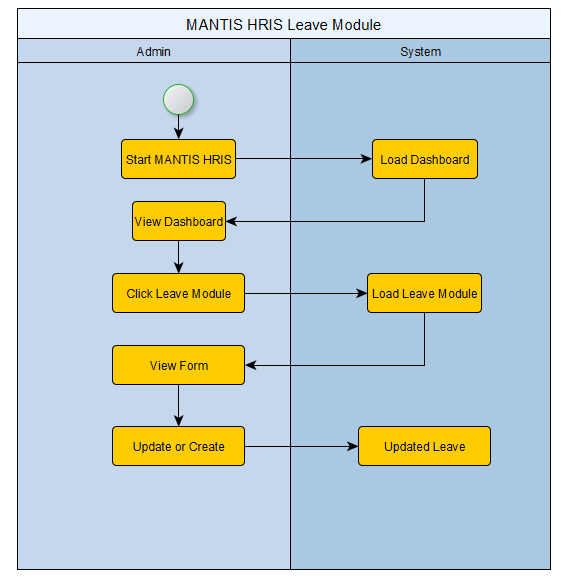 MANTIS HRIS Leave Module
Admin
System
Start MANTIS HRIS
Load Dashboard
View Dashboard
Click Leave Module
Load Leave Module
View Form
Update or Create
Updated Leave